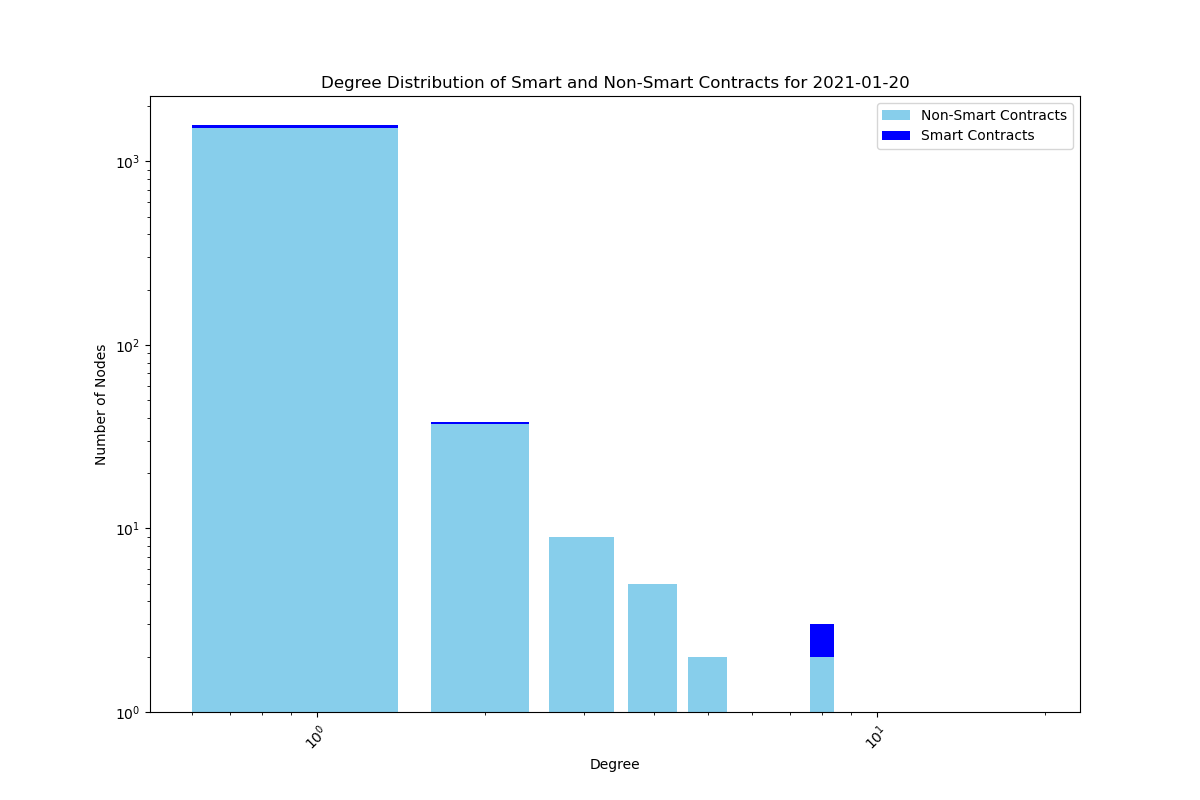 Degree Distribution of Smart and Non-Smart Contracts for 2021-01-20
Non-Smart Contracts
Smart Contracts
Number of Nodes
10³
10²
10¹
10⁰
10⁰
10¹
Degree